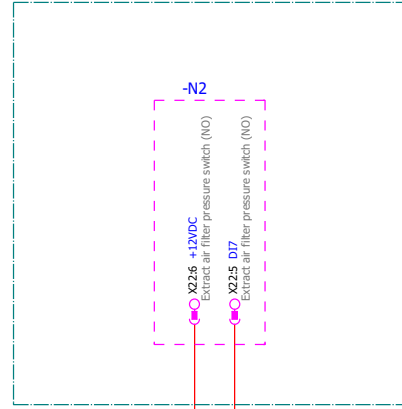 -N2
X22:6 +12VDC
Extract air filter pressure switch (NO)
X22:5 DI7
Extract air filter pressure switch (NO)